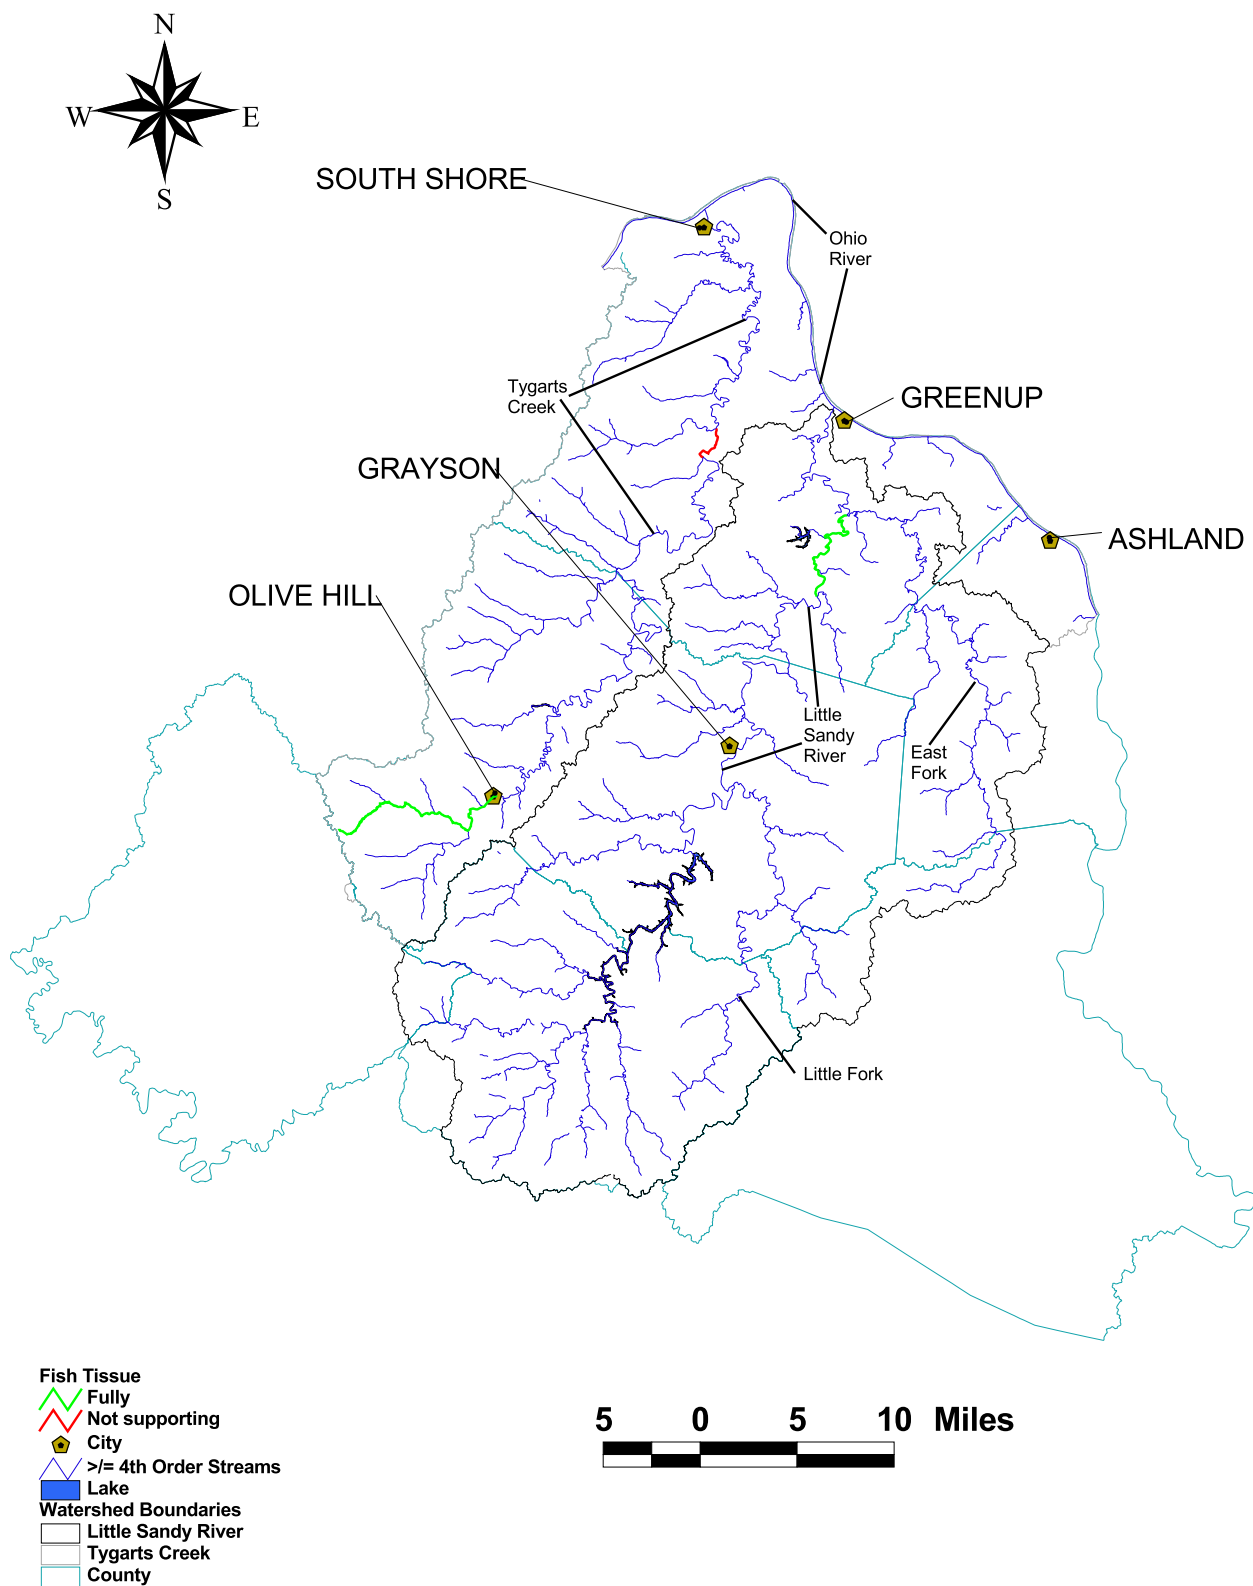 N
W
E
S
SOUTH SHORE
Ohio
River
Tygarts
Creek
GREENUP
GRAYSON
ASHLAND
OLIVE HILL
Little
Sandy
River
East
Fork
Little Fork
Fish Tissue
Fully
Not supporting
City
>/= 4th Order Streams
Lake
Watershed Boundaries
Little Sandy River
Tygarts Creek
County
5 0 5 10 Miles